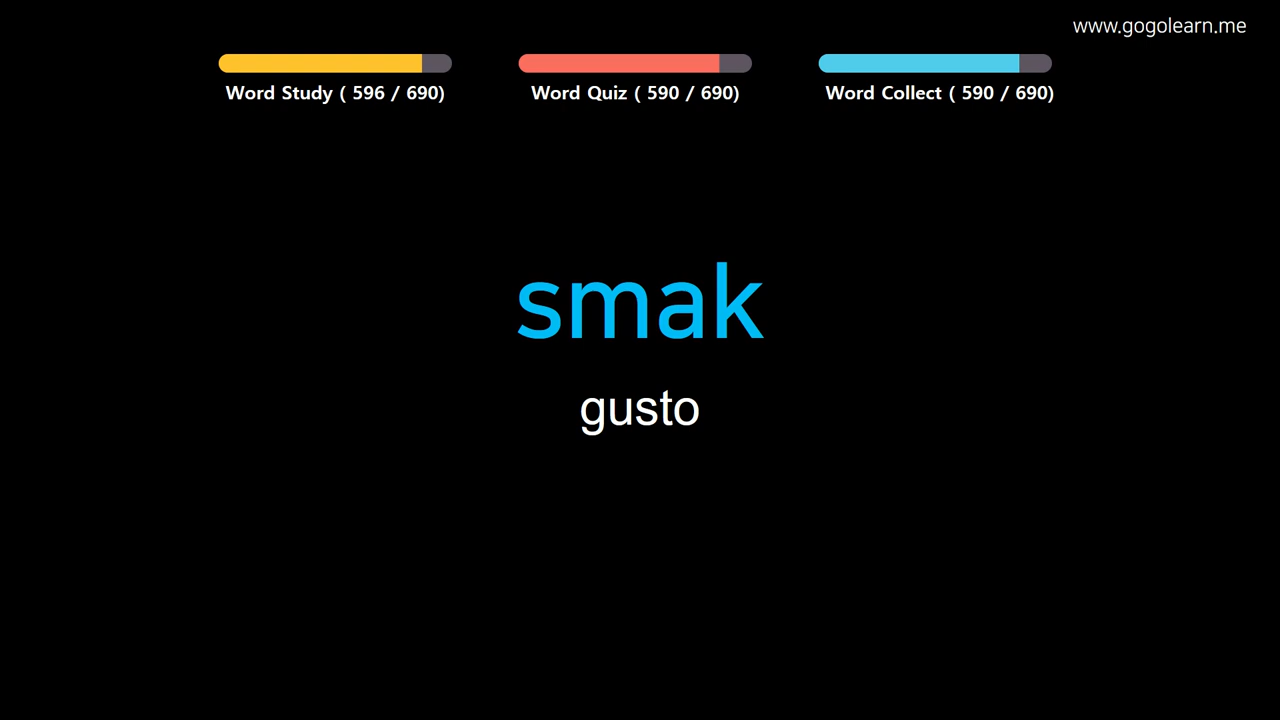 www.gogolearn.me
Word Study ( 596 / 690)
Word Quiz ( 590 / 690)
Word Collect ( 590 / 690)
smak
gusto